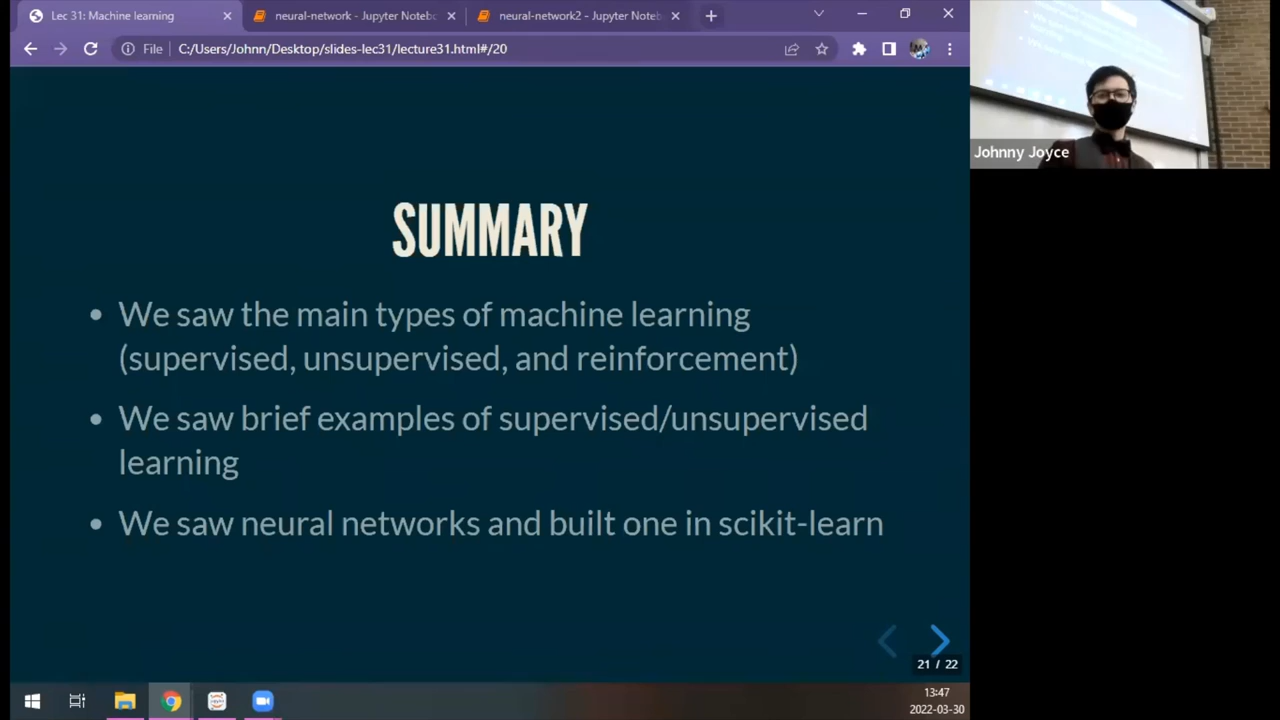 Lec 31: Machine learning
neural-network - Jupyter Notebo
neural-network2 - Jupyter Noteb
File
C:/Users/Johnn/Desktop/slides-lec31/lecture31.html#/20
Johnny Joyce
SUMMARY
• We saw the main types of machine learning
(supervised, unsupervised, and reinforcement)
• We saw brief examples of supervised/unsupervised
learning
• We saw neural networks and built one in scikit-learn
21 / 22
13:47
2022-03-30